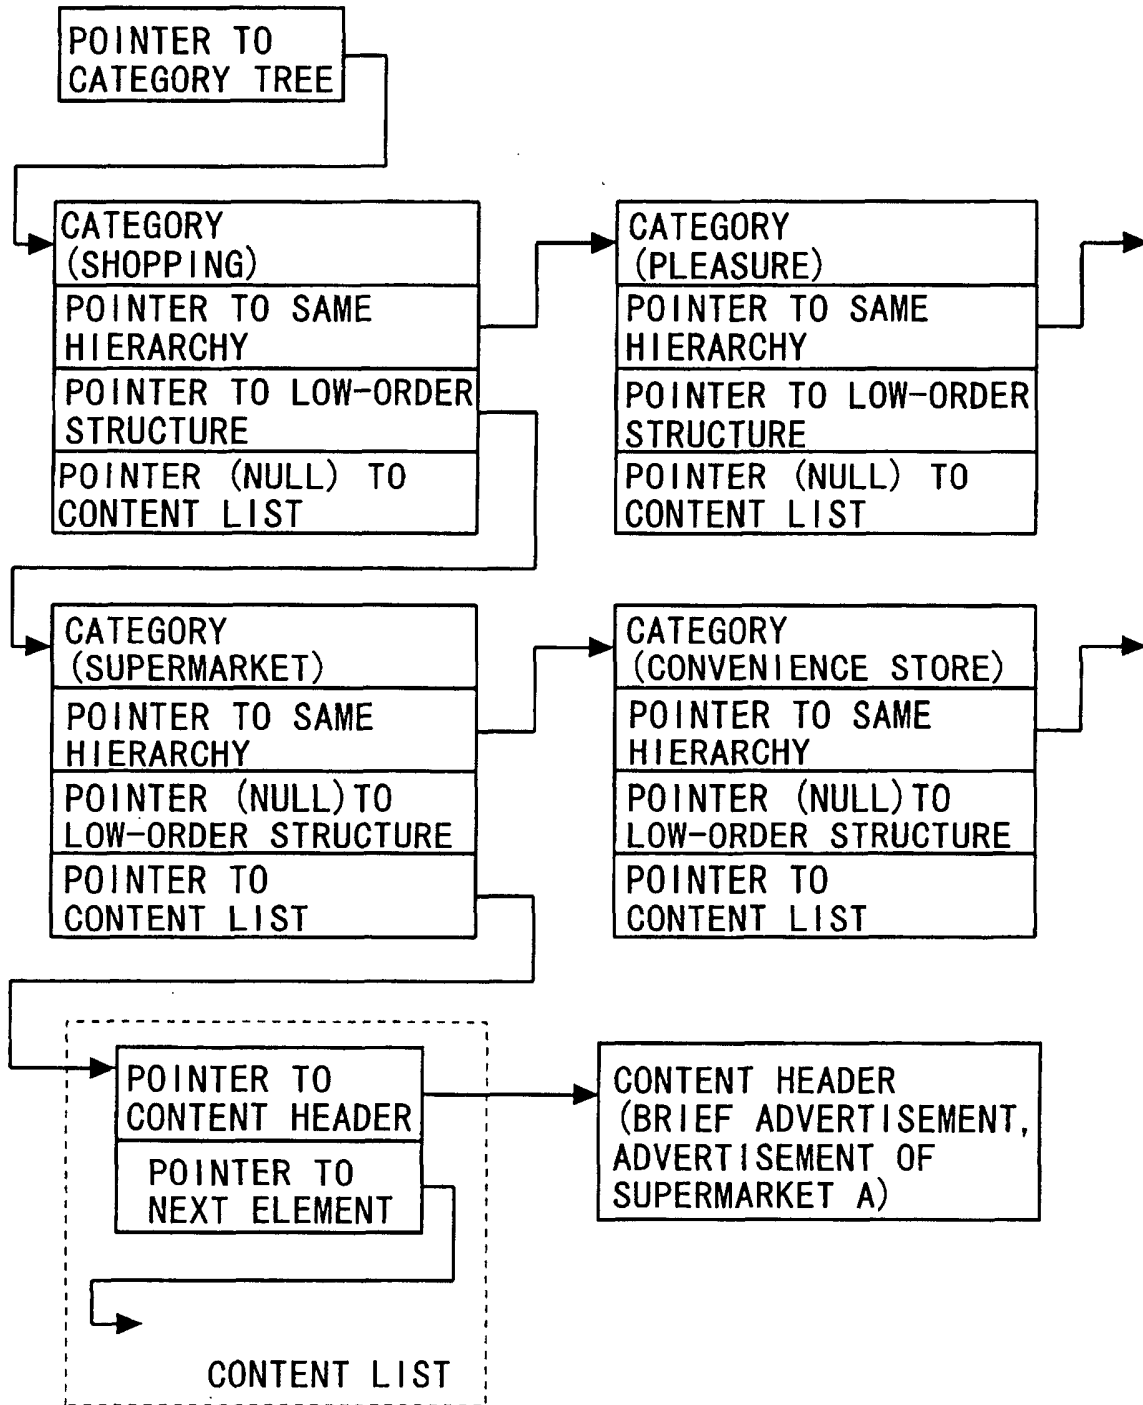 POINTER TO
CATEGORY TREE
CATEGORY
(SHOPPING)
POINTER TO SAME
HIERARCHY
POINTER TO LOW-ORDER
STRUCTURE
POINTER (NULL) TO
CONTENT LIST
CATEGORY
(PLEASURE)
POINTER TO SAME
HIERARCHY
POINTER TO LOW-ORDER
STRUCTURE
POINTER (NULL) TO
CONTENT LIST
CATEGORY
(SUPERMARKET)
POINTER TO SAME
HIERARCHY
POINTER (NULL) TO
LOW-ORDER STRUCTURE
POINTER TO
CONTENT LIST
CATEGORY
(CONVENIENCE STORE)
POINTER TO SAME
HIERARCHY
POINTER (NULL) TO
LOW-ORDER STRUCTURE
POINTER TO
CONTENT LIST
POINTER TO
CONTENT HEADER
POINTER TO
NEXT ELEMENT
CONTENT LIST
CONTENT HEADER
(BRIEF ADVERTISEMENT,
ADVERTISEMENT OF
SUPERMARKET A)